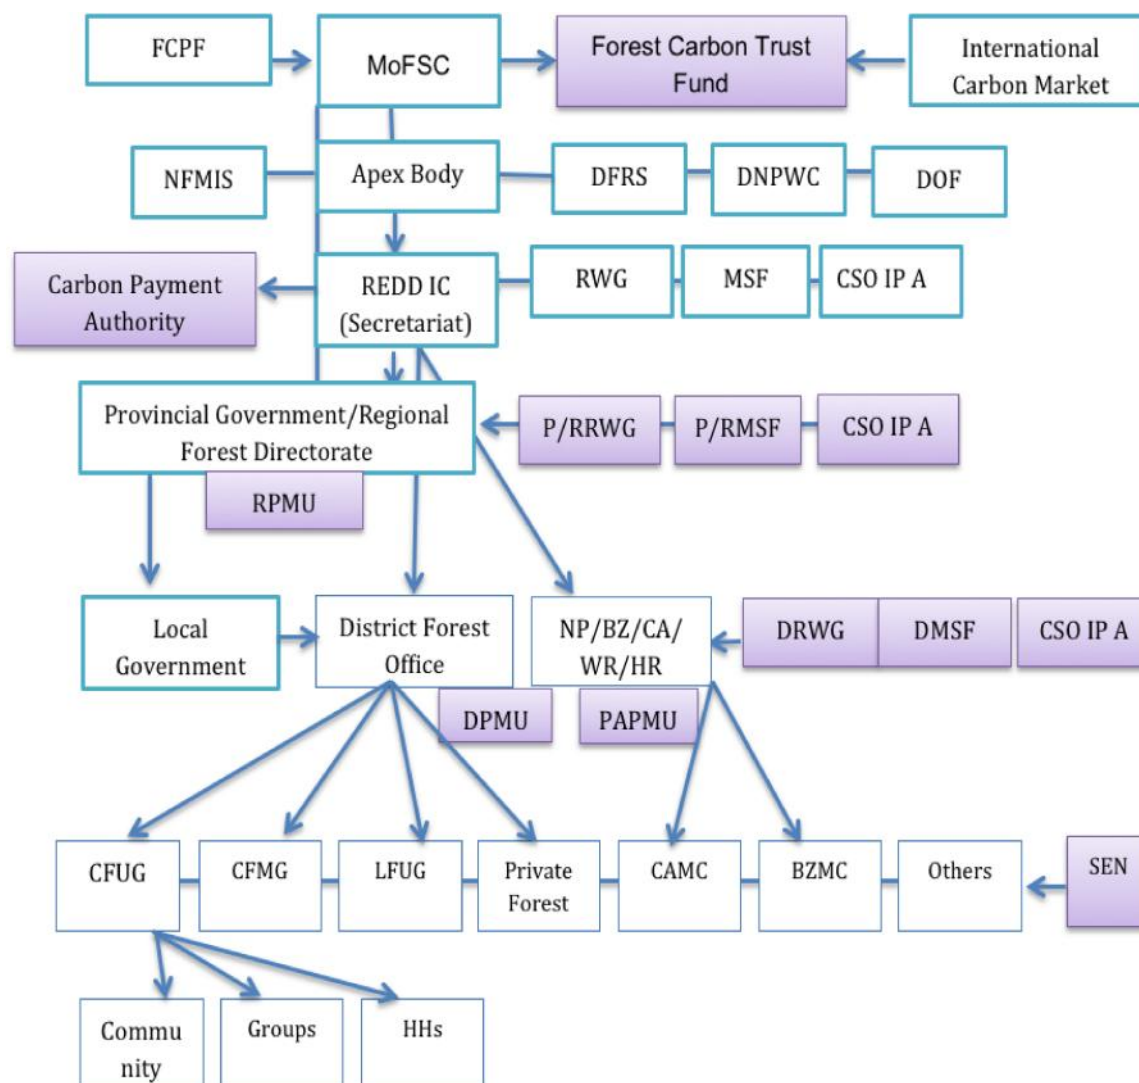 FCPF
MoFSC
Forest Carbon Trust
Fund
International
Carbon Market
NFMIS
Apex Body
DFRS
DNPWC
DOF
Carbon Payment
Authority
REDD IC
(Secretariat)
RWG
MSF
CSO IP A
Provincial Government/Regional
Forest Directorate
P/RRWG
P/RMSF
CSO IP A
RPMU
Local
Government
District Forest
Office
NP/BZ/CA/
WR/HR
DRWG
DMSF
CSO IP A
DPMU
PAPMU
CFUG
CFMG
LFUG
Private
Forest
CAMC
BZMC
Others
SEN
Commu
nity
Groups
HHs